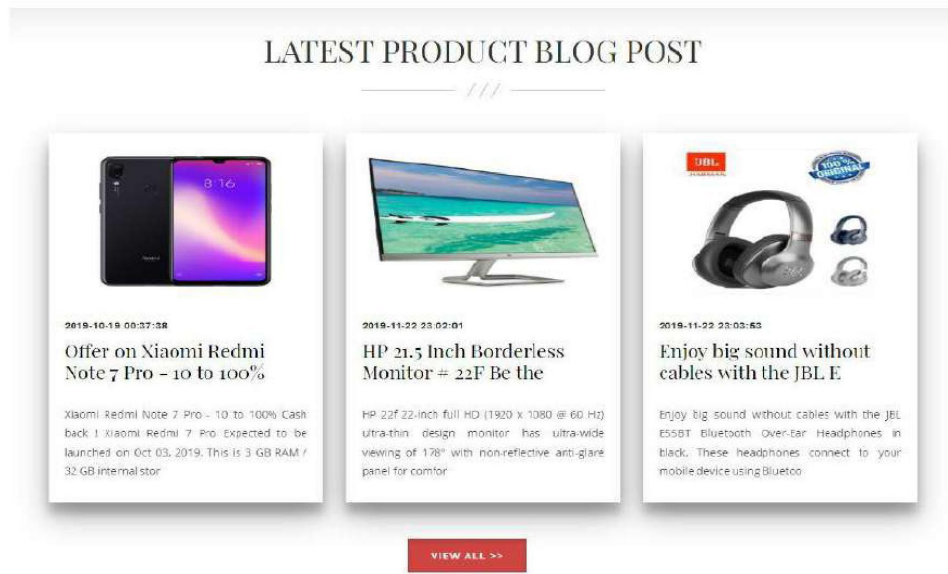 LATEST PRODUCT BLOG POST
8:16
Redmi
JBL
100%
ORIGINAL
JBL
2019-10-19 00:37:38
Offer on Xiaomi Redmi
Note 7 Pro - 10 to 100%
Xiaomi Redmi Note 7 Pro - 10 to 100% Cash
back ! Xiaomi Redmi 7 Pro Expected to be
launched on Oct 03, 2019. This is 3 GB RAM /
32 GB internal stor
2019-11-22 23:02:01
HP 21.5 Inch Borderless
Monitor # 22F Be the
HP 22f 22-inch full HD (1920 x 1080 @ 60 Hz)
ultra-thin design monitor has ultra-wide
viewing of 178° with non-reflective anti-glare
panel for comfor
2019-11-22 23:03:53
Enjoy big sound without
cables with the JBL E
Enjoy big sound without cables with the JBL
E55BT Bluetooth Over-Ear Headphones in
black. These headphones connect to your
mobile device using Bluetoo
VIEW ALL >>